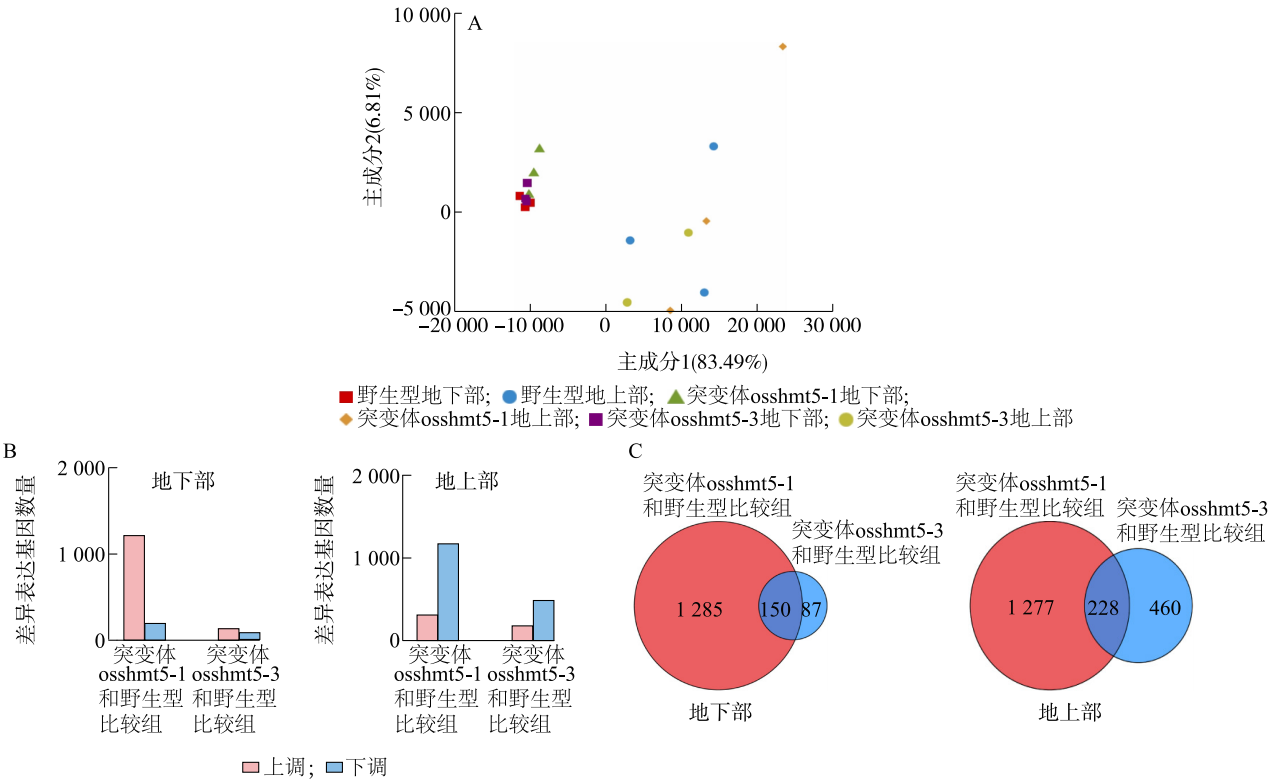 A
10 000
5 000
0
−5 000
主成分2(6.81%)
−20 000
−10 000
0
10 000
20 000
30 000
主成分1(83.49%)
野生型地下部;
野生型地上部;
突变体osshmt5-1地下部;
突变体osshmt5-1地上部;
突变体osshmt5-3地下部;
突变体osshmt5-3地上部
B
差异表达基因数量
2 000
1 000
0
地下部
突变体
osshmt5-1
和野生型
比较组
突变体
osshmt5-3
和野生型
比较组
差异表达基因数量
2 000
1 000
0
地上部
突变体
osshmt5-1
和野生型
比较组
突变体
osshmt5-3
和野生型
比较组
上调;
下调
C
突变体osshmt5-1
和野生型比较组
突变体osshmt5-3
和野生型比较组
1 285
150
87
地下部
突变体osshmt5-1
和野生型比较组
突变体osshmt5-3
和野生型比较组
1 277
228
460
地上部